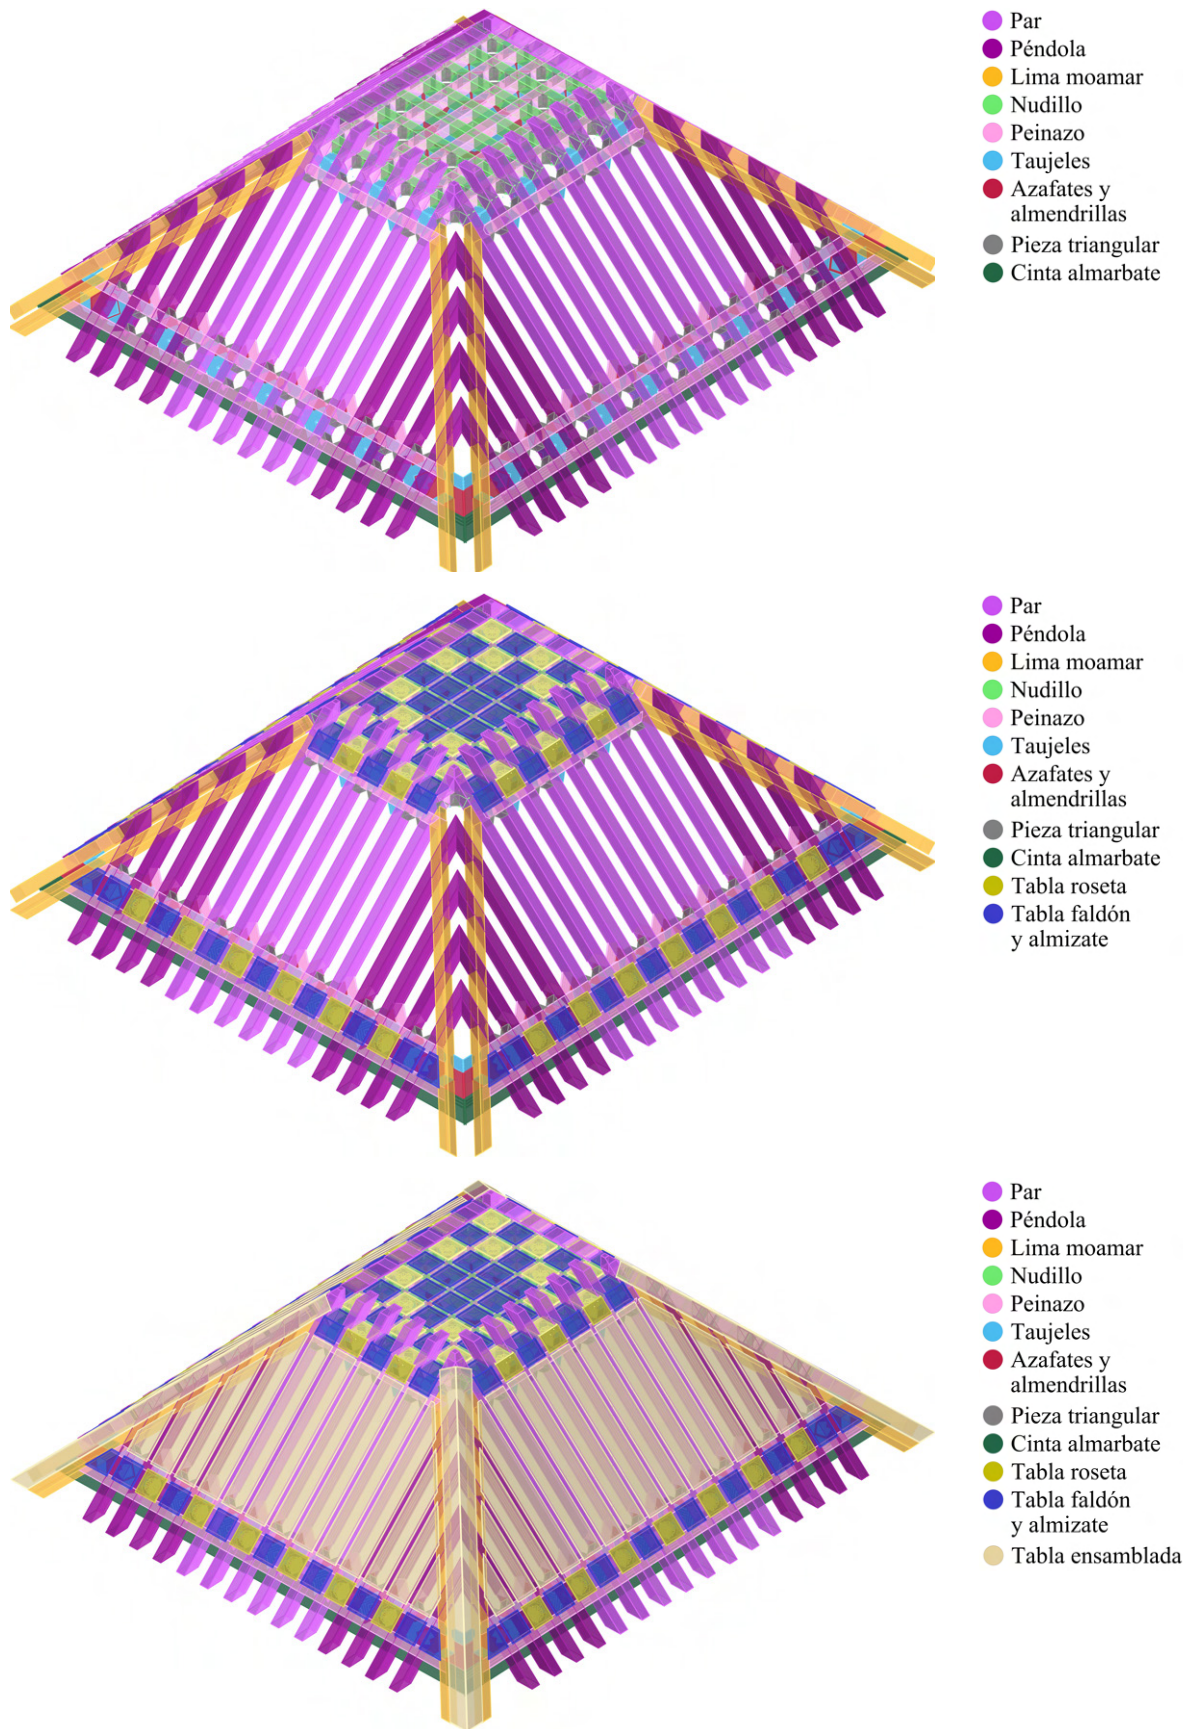 Par
Péndola
Lima moamar
Nudillo
Peinazo
Taujeles
Azafates y
almendrillas
Pieza triangular
Cinta almarbate
Par
Péndola
Lima moamar
Nudillo
Peinazo
Taujeles
Azafates y
almendrillas
Pieza triangular
Cinta almarbate
Tabla roseta
Tabla faldón
y almizate
Par
Péndola
Lima moamar
Nudillo
Peinazo
Taujeles
Azafates y
almendrillas
Pieza triangular
Cinta almarbate
Tabla roseta
Tabla faldón
y almizate
Tabla ensamblada